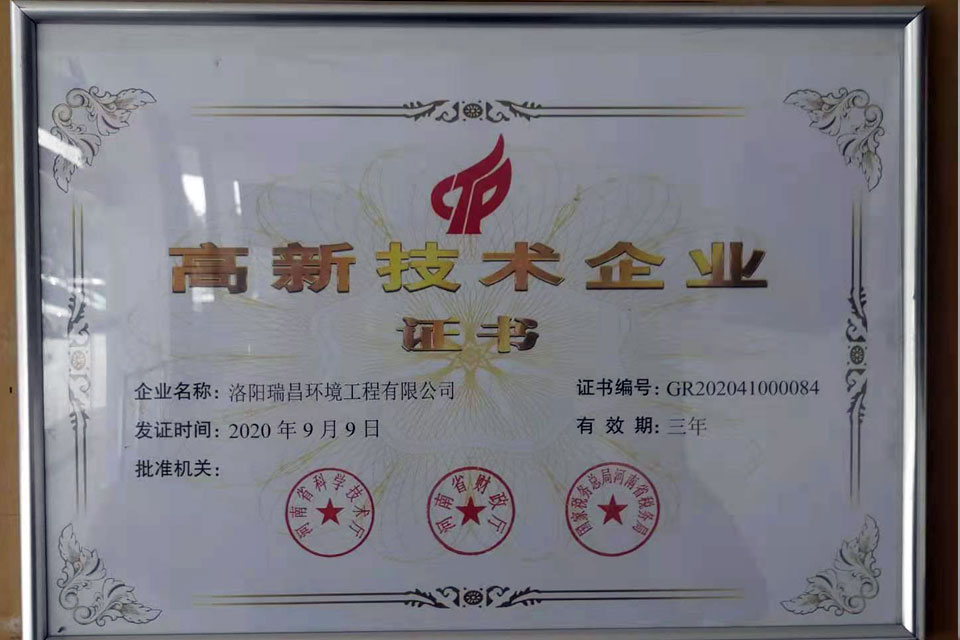 CTP
高新技术企业
证书
企业名称：洛阳瑞昌环境工程有限公司
证书编号：GR202041000084
发证时间：2020年9月9日
有效期：三年
批准机关：
河南省科学技术厅
河南省财政厅
国家税务总局河南省税务局